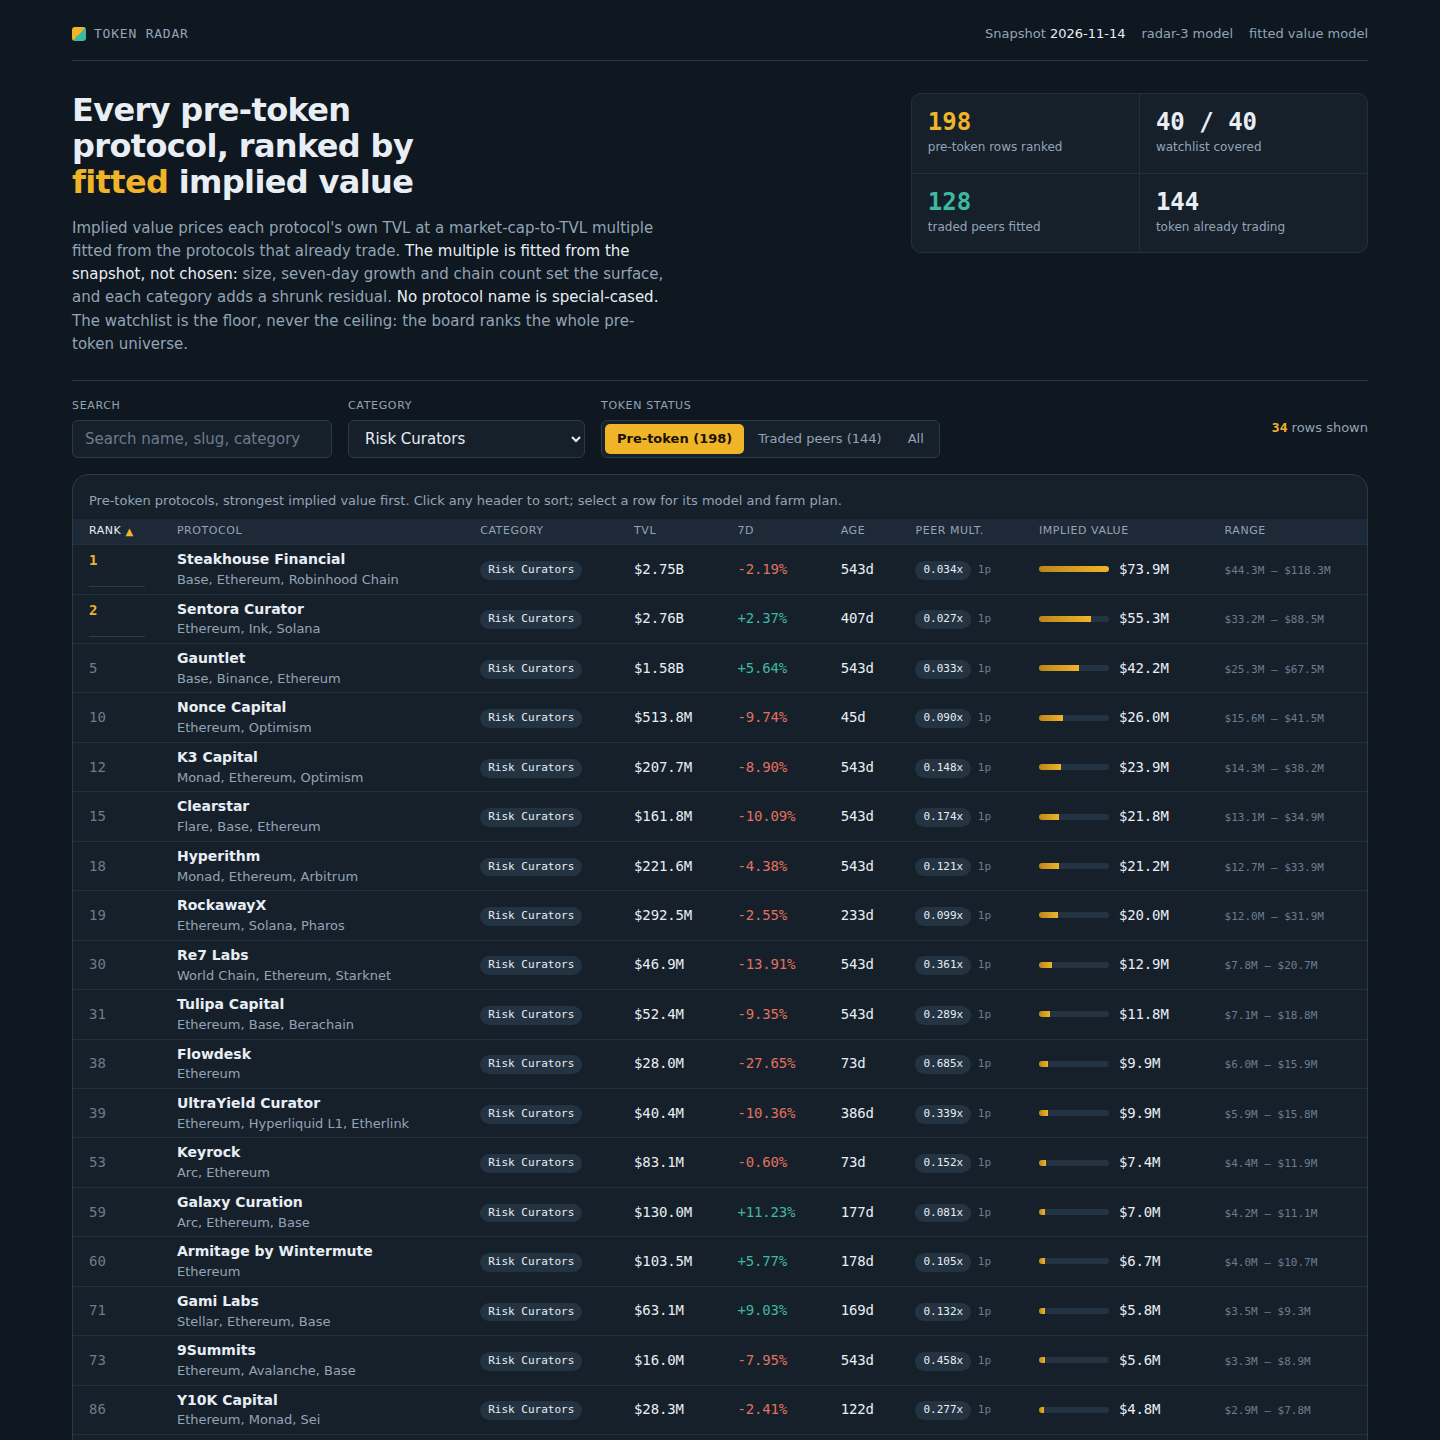 TOKEN RADAR
Snapshot 2026-11-14 radar-3 model fitted value model
Every pre-token
protocol, ranked by
fitted implied value
Implied value prices each protocol's own TVL at a market-cap-to-TVL multiple
fitted from the protocols that already trade. The multiple is fitted from the
snapshot, not chosen: size, seven-day growth and chain count set the surface,
and each category adds a shrunk residual. No protocol name is special-cased.
The watchlist is the floor, never the ceiling: the board ranks the whole pre-
token universe.
198
pre-token rows ranked
40 / 40
watchlist covered
128
traded peers fitted
144
token already trading
SEARCH
Search name, slug, category
CATEGORY
Risk Curators
TOKEN STATUS
Pre-token (198) Traded peers (144) All
34 rows shown
Pre-token protocols, strongest implied value first. Click any header to sort; select a row for its model and farm plan.
RANK ▲ PROTOCOL CATEGORY TVL 7D AGE PEER MULT. IMPLIED VALUE RANGE
1 Steakhouse Financial Risk Curators $2.75B -2.19% 543d 0.034x 1p $73.9M $44.3M — $118.3M
Base, Ethereum, Robinhood Chain
2 Sentora Curator Risk Curators $2.76B +2.37% 407d 0.027x 1p $55.3M $33.2M — $88.5M
Ethereum, Ink, Solana
5 Gauntlet Risk Curators $1.58B +5.64% 543d 0.033x 1p $42.2M $25.3M — $67.5M
Base, Binance, Ethereum
10 Nonce Capital Risk Curators $513.8M -9.74% 45d 0.090x 1p $26.0M $15.6M — $41.5M
Ethereum, Optimism
12 K3 Capital Risk Curators $207.7M -8.90% 543d 0.148x 1p $23.9M $14.3M — $38.2M
Monad, Ethereum, Optimism
15 Clearstar Risk Curators $161.8M -10.09% 543d 0.174x 1p $21.8M $13.1M — $34.9M
Flare, Base, Ethereum
18 Hyperithm Risk Curators $221.6M -4.38% 543d 0.121x 1p $21.2M $12.7M — $33.9M
Monad, Ethereum, Arbitrum
19 RockawayX Risk Curators $292.5M -2.55% 233d 0.099x 1p $20.0M $12.0M — $31.9M
Ethereum, Solana, Pharos
30 Re7 Labs Risk Curators $46.9M -13.91% 543d 0.361x 1p $12.9M $7.8M — $20.7M
World Chain, Ethereum, Starknet
31 Tulipa Capital Risk Curators $52.4M -9.35% 543d 0.289x 1p $11.8M $7.1M — $18.8M
Ethereum, Base, Berachain
38 Flowdesk Risk Curators $28.0M -27.65% 73d 0.685x 1p $9.9M $6.0M — $15.9M
Ethereum
39 UltraYield Curator Risk Curators $40.4M -10.36% 386d 0.339x 1p $9.9M $5.9M — $15.8M
Ethereum, Hyperliquid L1, Etherlink
53 Keyrock Risk Curators $83.1M -0.60% 73d 0.152x 1p $7.4M $4.4M — $11.9M
Arc, Ethereum
59 Galaxy Curation Risk Curators $130.0M +11.23% 177d 0.081x 1p $7.0M $4.2M — $11.1M
Arc, Ethereum, Base
60 Armitage by Wintermute Risk Curators $103.5M +5.77% 178d 0.105x 1p $6.7M $4.0M — $10.7M
Ethereum
71 Gami Labs Risk Curators $63.1M +9.03% 169d 0.132x 1p $5.8M $3.5M — $9.3M
Stellar, Ethereum, Base
73 9Summits Risk Curators $16.0M -7.95% 543d 0.458x 1p $5.6M $3.3M — $8.9M
Ethereum, Avalanche, Base
86 Y10K Capital Risk Curators $28.3M -2.41% 122d 0.277x 1p $4.8M $2.9M — $7.8M
Ethereum, Monad, Sei